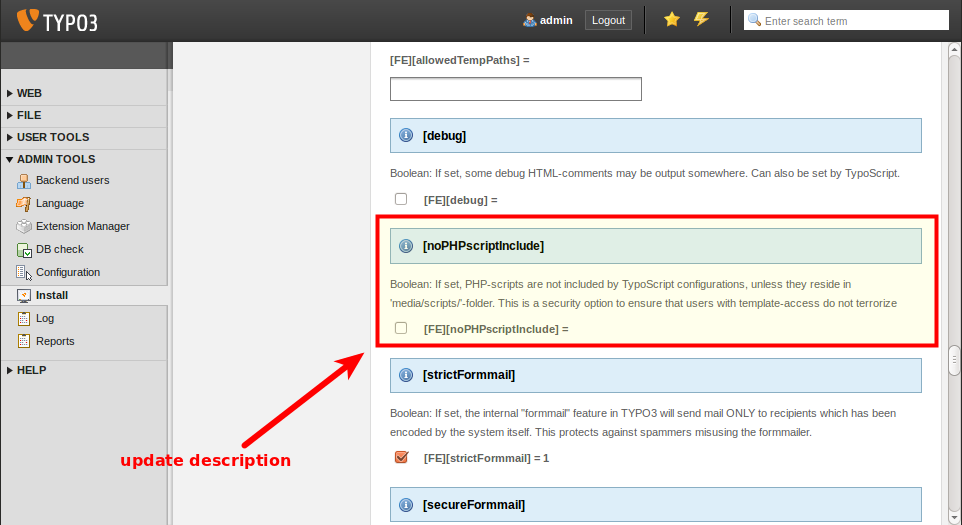 TYPO3
admin
Logout
Enter search term
WEB
FILE
USER TOOLS
ADMIN TOOLS
Backend users
Language
Extension Manager
DB check
Configuration
Install
Log
Reports
HELP
[FE][allowedTempPaths] =
[debug]
Boolean: If set, some debug HTML-comments may be output somewhere. Can also be set by TypoScript.
[FE][debug] =
[noPHPscriptInclude]
Boolean: If set, PHP-scripts are not included by TypoScript configurations, unless they reside in
'media/scripts/'-folder. This is a security option to ensure that users with template-access do not terrorize
[FE][noPHPscriptInclude] =
[strictFormmail]
Boolean: If set, the internal "formmail" feature in TYPO3 will send mail ONLY to recipients which has been
encoded by the system itself. This protects against spammers misusing the formmailer.
[FE][strictFormmail] = 1
[secureFormmail]
update description